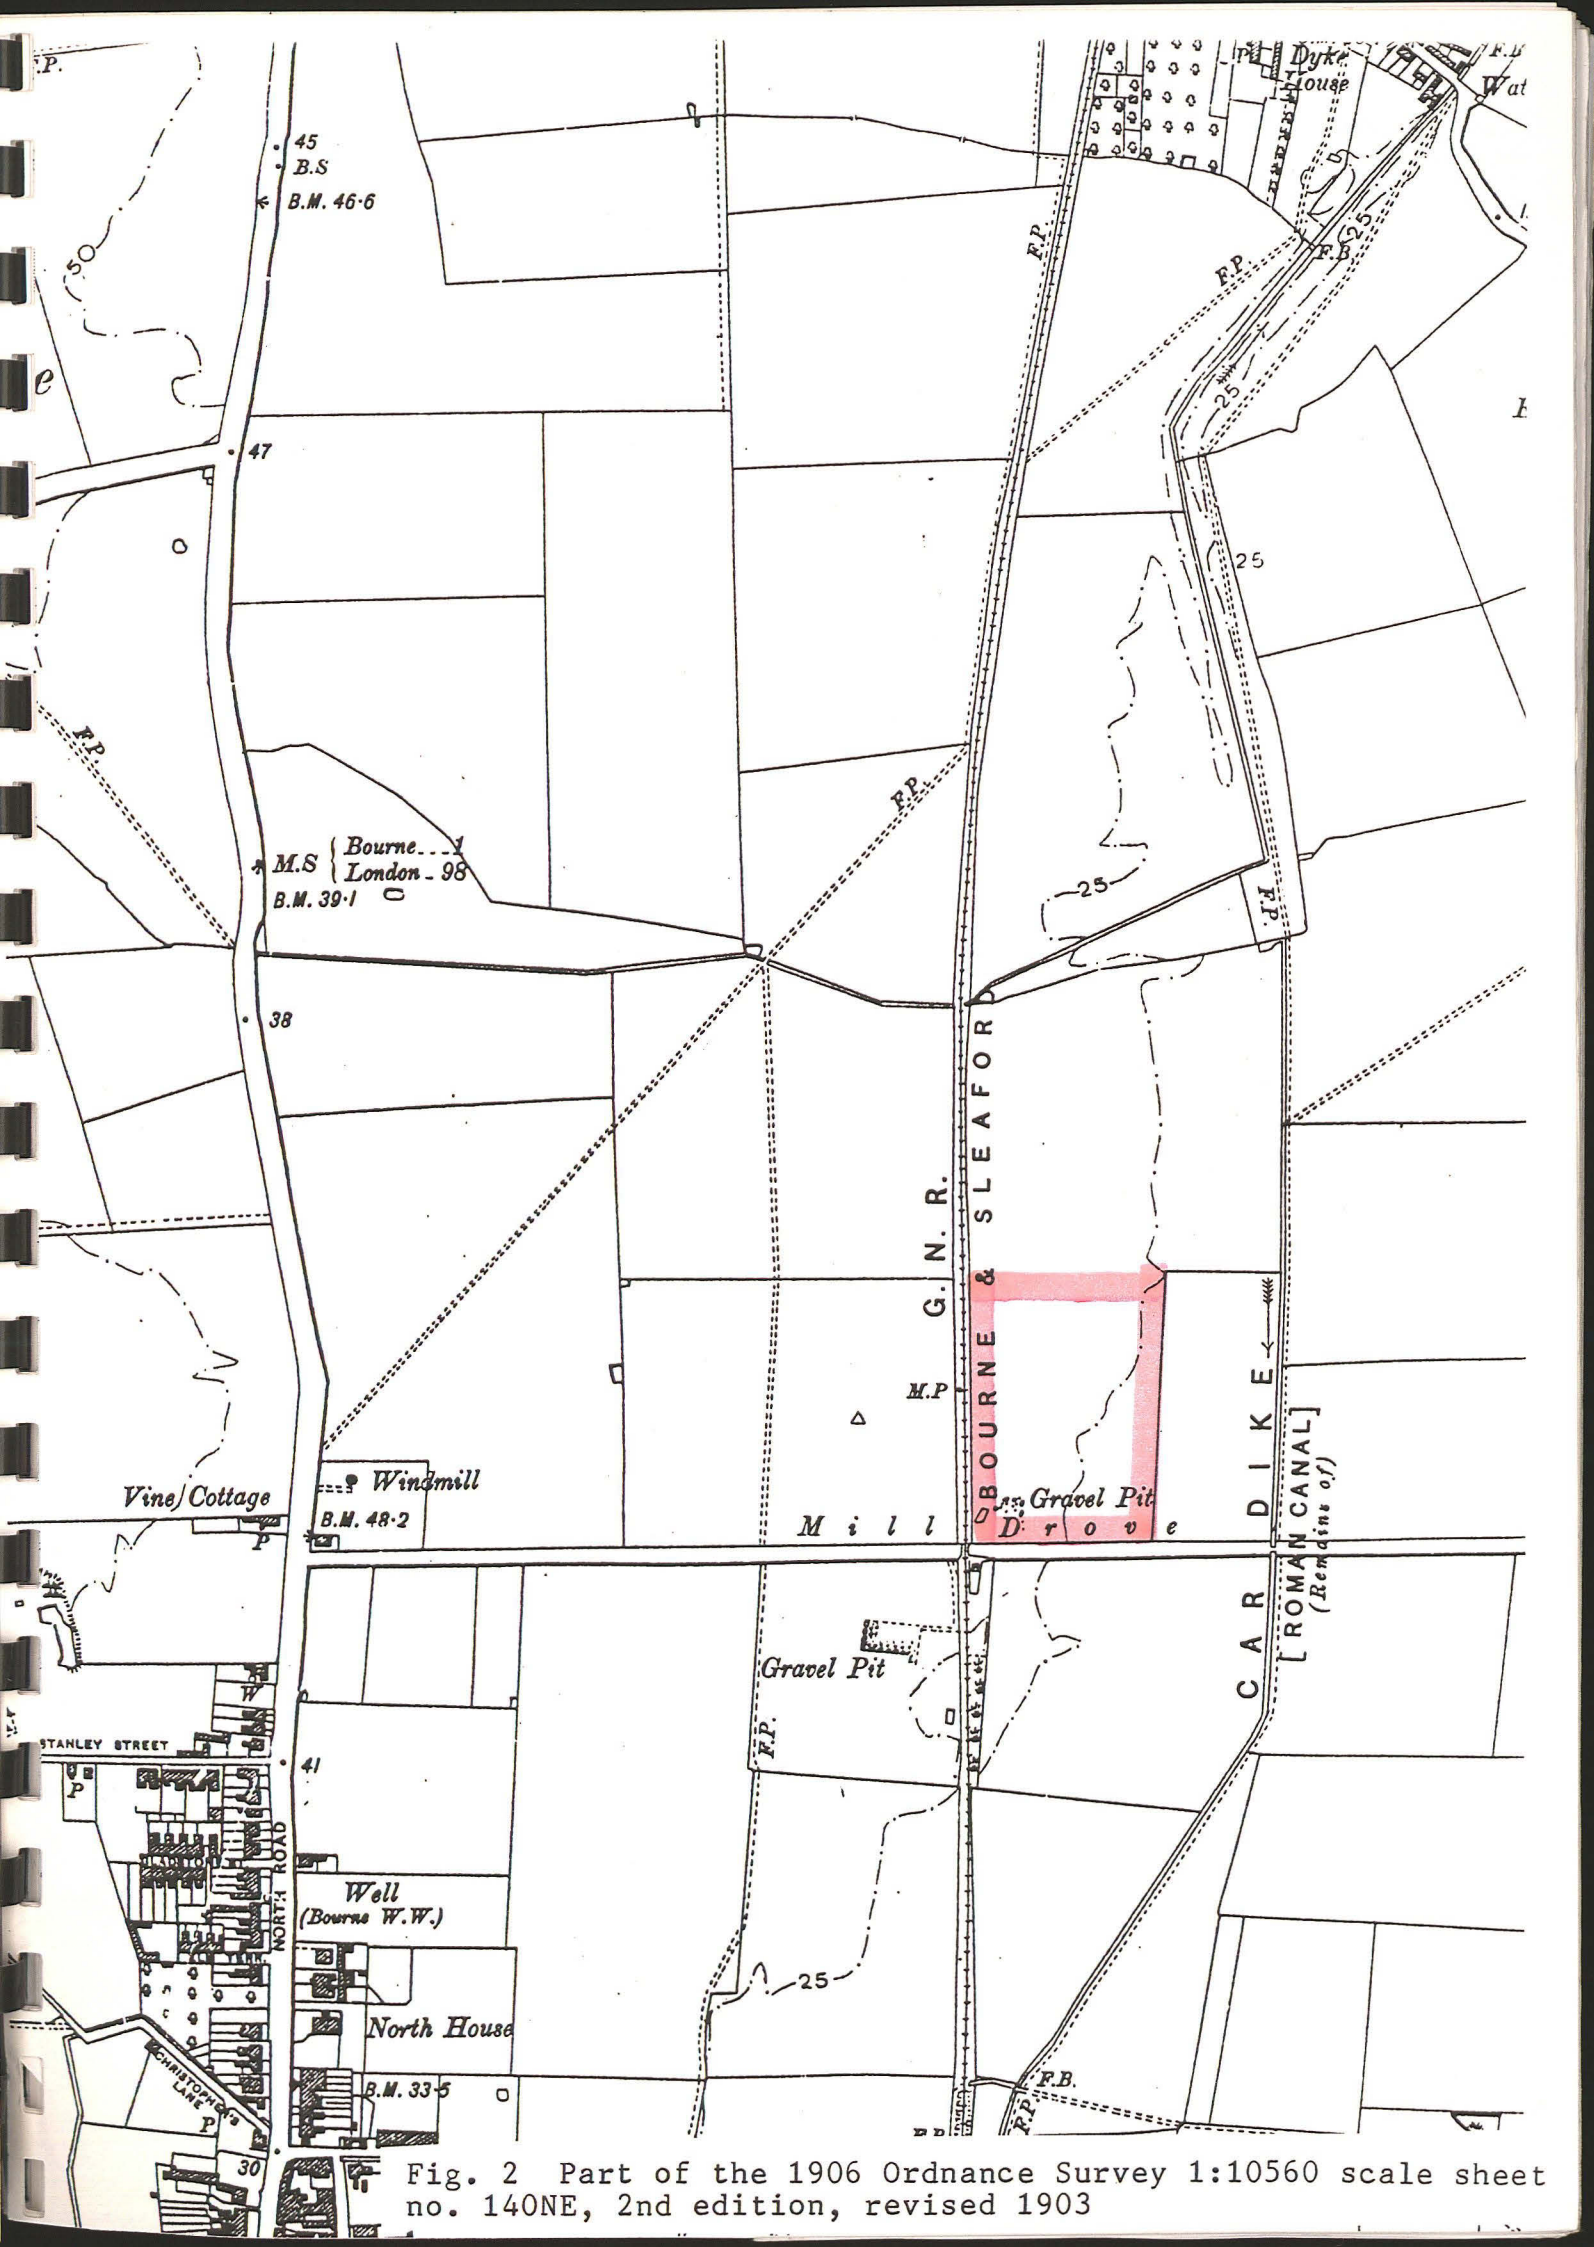 F.P.
Dyke
House
P
F.B
Wat
45
B.S
B.M. 46·6
50
F.P.
F.P.
25
F.B
25
47
25
F.P
M.S { Bourne...1
London - 98
B.M. 39·1
F.P.
25
F.P.
38
G. N. R.
BOURNE & SLEAFORD
M.P
Vine Cottage
P
Windmill
B.M. 48·2
Gravel Pit
Mill Drove
CAR DIKE
[ROMAN CANAL]
(Remains of)
Gravel Pit
W
F.P.
STANLEY STREET
P
41
NORTH ROAD
Well
(Bourne W.W.)
25
North House
CHRISTOPHER'S
LANE
P
B.M. 33·5
F.B.
F.P
F.P.
30
Fig. 2 Part of the 1906 Ordnance Survey 1:10560 scale sheet
no. 140NE, 2nd edition, revised 1903